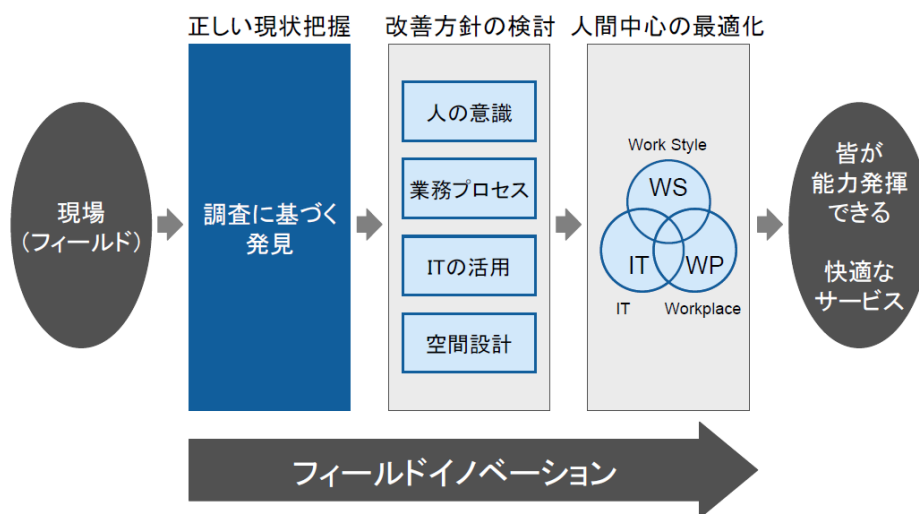 正しい現状把握
改善方針の検討
人間中心の最適化
現場
（フィールド）
調査に基づく
発見
人の意識
業務プロセス
ITの活用
空間設計
Work Style
WS
IT
WP
IT
Workplace
皆が
能力発揮
できる
快適な
サービス
フィールドイノベーション